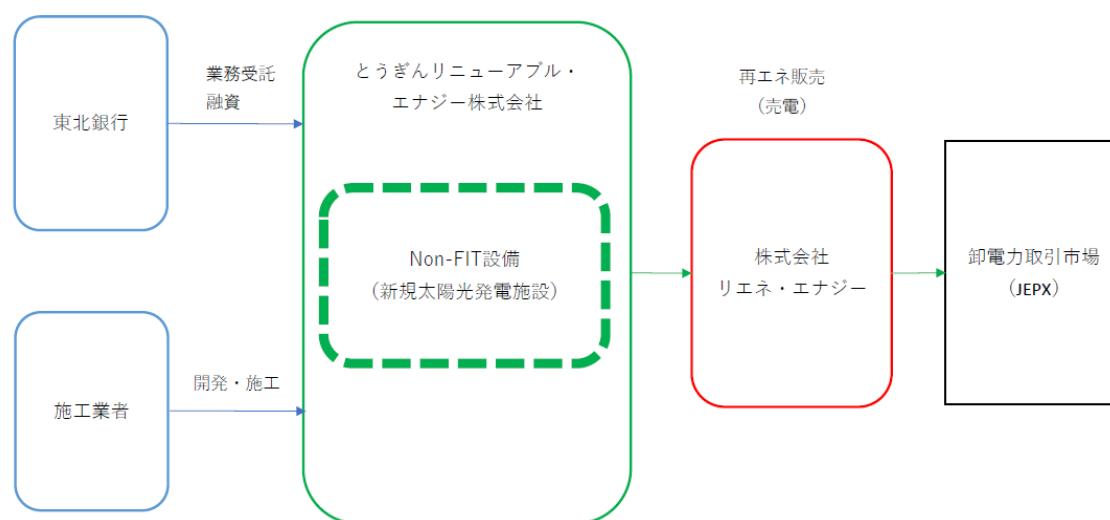 東北銀行
業務受託
融資
とうぎんリニューアブル・
エナジー株式会社
Non-FIT設備
（新規太陽光発電施設）
施工業者
開発・施工
再エネ販売
（売電）
株式会社
リエネ・エナジー
卸電力取引市場
（JEPX）